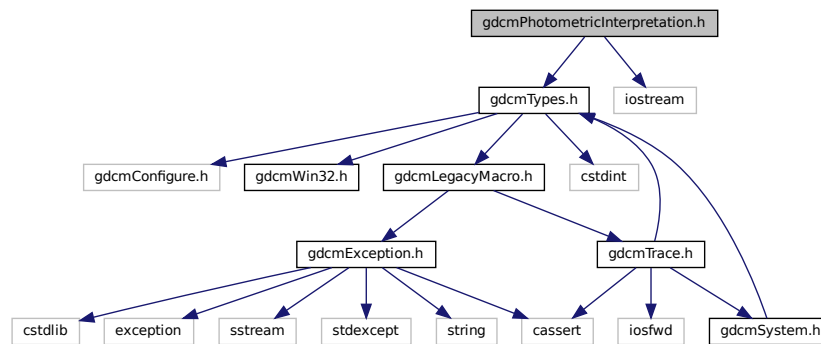 gdcmPhotometricInterpretation.h
gdcmTypes.h
iostream
gdcmConfigure.h
gdcmWin32.h
gdcmLegacyMacro.h
cstdint
gdcmException.h
gdcmTrace.h
cstdlib
exception
sstream
stdexcept
string
cassert
iosfwd
gdcmSystem.h